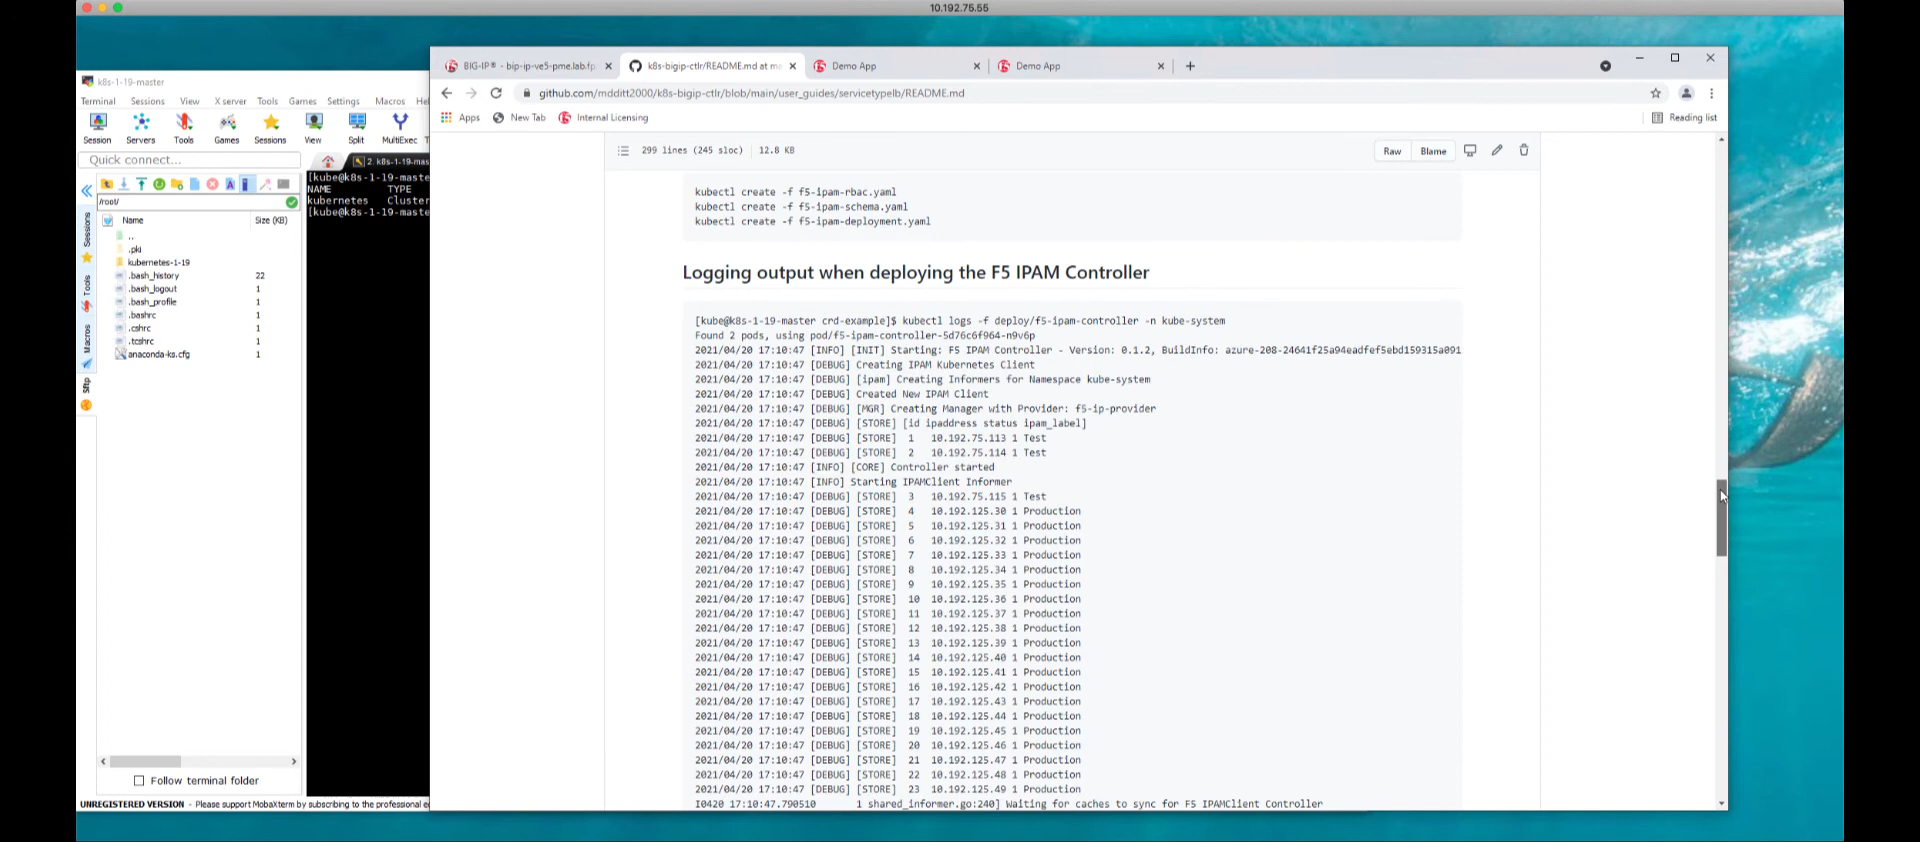 10.192.75.55
k8s-1-19-master
Terminal Sessions View X server Tools Games Settings Macros Hel
Session Servers Tools Games Sessions View Split MultiExec T
Quick connect...
2. k8s-1-19-mas
/root/
Name Size (KB)
..
.pki
kubernetes-1-19
.bash_history 22
.bash_logout 1
.bash_profile 1
.bashrc 1
.cshrc 1
.tcshrc 1
anaconda-ks.cfg 1
Sessions
Tools
Macros
Sftp
Follow terminal folder
UNREGISTERED VERSION - Please support MobaXterm by subscribing to the professional e
[kube@k8s-1-19-maste
NAME TYPE
kubernetes Cluster
[kube@k8s-1-19-maste
BIG-IP® - bip-ip-ve5-pme.lab.fp
k8s-bigip-ctlr/README.md at ma
Demo App
Demo App
github.com/mdditt2000/k8s-bigip-ctlr/blob/main/user_guides/servicetypelb/README.md
Apps New Tab Internal Licensing Reading list
299 lines (245 sloc) 12.8 KB Raw Blame
kubectl create -f f5-ipam-rbac.yaml
kubectl create -f f5-ipam-schema.yaml
kubectl create -f f5-ipam-deployment.yaml
Logging output when deploying the F5 IPAM Controller
[kube@k8s-1-19-master crd-example]$ kubectl logs -f deploy/f5-ipam-controller -n kube-system
Found 2 pods, using pod/f5-ipam-controller-5d76c6f964-n9v6p
2021/04/20 17:10:47 [INFO] [INIT] Starting: F5 IPAM Controller - Version: 0.1.2, BuildInfo: azure-208-24641f25a94eadfef5ebd159315a091
2021/04/20 17:10:47 [DEBUG] Creating IPAM Kubernetes Client
2021/04/20 17:10:47 [DEBUG] [ipam] Creating Informers for Namespace kube-system
2021/04/20 17:10:47 [DEBUG] Created New IPAM Client
2021/04/20 17:10:47 [DEBUG] [MGR] Creating Manager with Provider: f5-ip-provider
2021/04/20 17:10:47 [DEBUG] [STORE] [id ipaddress status ipam_label]
2021/04/20 17:10:47 [DEBUG] [STORE] 1 10.192.75.113 1 Test
2021/04/20 17:10:47 [DEBUG] [STORE] 2 10.192.75.114 1 Test
2021/04/20 17:10:47 [INFO] [CORE] Controller started
2021/04/20 17:10:47 [INFO] Starting IPAMClient Informer
2021/04/20 17:10:47 [DEBUG] [STORE] 3 10.192.75.115 1 Test
2021/04/20 17:10:47 [DEBUG] [STORE] 4 10.192.125.30 1 Production
2021/04/20 17:10:47 [DEBUG] [STORE] 5 10.192.125.31 1 Production
2021/04/20 17:10:47 [DEBUG] [STORE] 6 10.192.125.32 1 Production
2021/04/20 17:10:47 [DEBUG] [STORE] 7 10.192.125.33 1 Production
2021/04/20 17:10:47 [DEBUG] [STORE] 8 10.192.125.34 1 Production
2021/04/20 17:10:47 [DEBUG] [STORE] 9 10.192.125.35 1 Production
2021/04/20 17:10:47 [DEBUG] [STORE] 10 10.192.125.36 1 Production
2021/04/20 17:10:47 [DEBUG] [STORE] 11 10.192.125.37 1 Production
2021/04/20 17:10:47 [DEBUG] [STORE] 12 10.192.125.38 1 Production
2021/04/20 17:10:47 [DEBUG] [STORE] 13 10.192.125.39 1 Production
2021/04/20 17:10:47 [DEBUG] [STORE] 14 10.192.125.40 1 Production
2021/04/20 17:10:47 [DEBUG] [STORE] 15 10.192.125.41 1 Production
2021/04/20 17:10:47 [DEBUG] [STORE] 16 10.192.125.42 1 Production
2021/04/20 17:10:47 [DEBUG] [STORE] 17 10.192.125.43 1 Production
2021/04/20 17:10:47 [DEBUG] [STORE] 18 10.192.125.44 1 Production
2021/04/20 17:10:47 [DEBUG] [STORE] 19 10.192.125.45 1 Production
2021/04/20 17:10:47 [DEBUG] [STORE] 20 10.192.125.46 1 Production
2021/04/20 17:10:47 [DEBUG] [STORE] 21 10.192.125.47 1 Production
2021/04/20 17:10:47 [DEBUG] [STORE] 22 10.192.125.48 1 Production
2021/04/20 17:10:47 [DEBUG] [STORE] 23 10.192.125.49 1 Production
I0420 17:10:47.790510 1 shared_informer.go:240] Waiting for caches to sync for F5 IPAMClient Controller